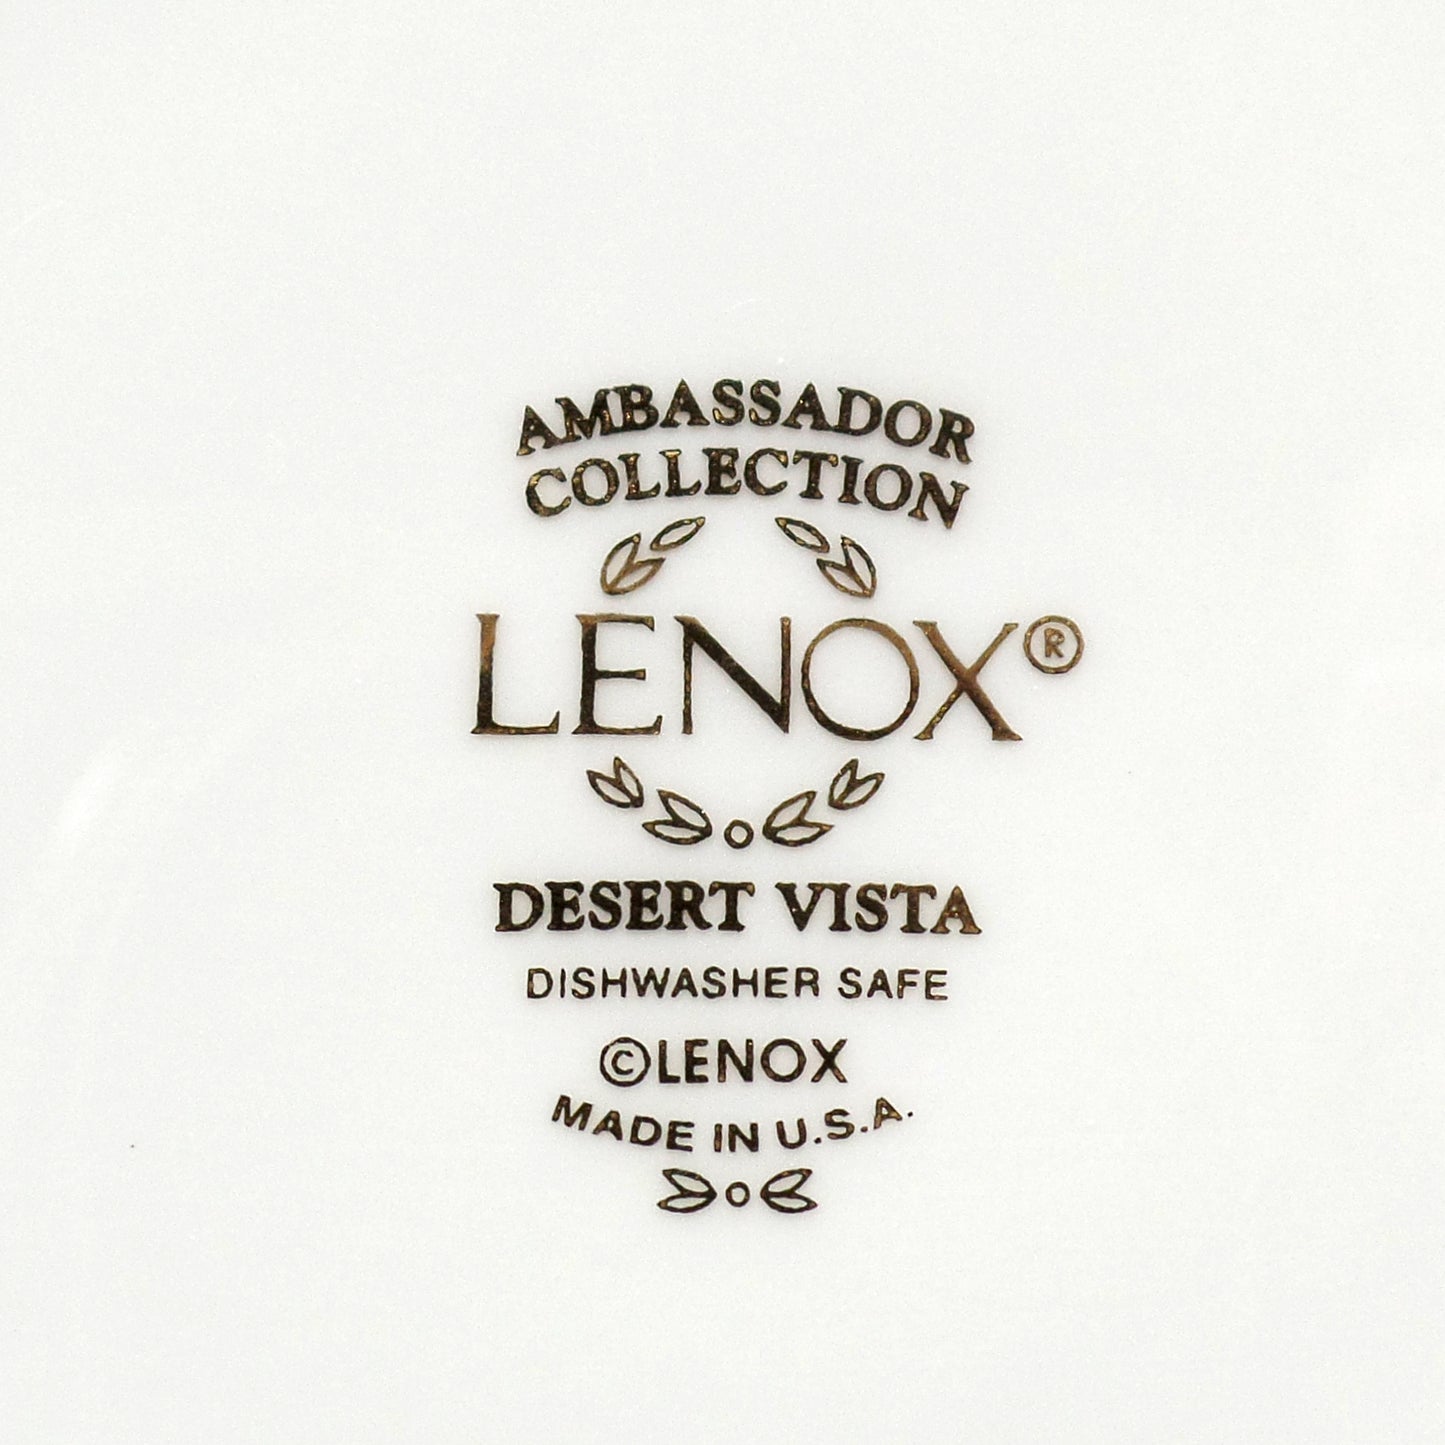 AMBASSADOR
COLLECTION
LENOX®
DESERT VISTA
DISHWASHER SAFE
©LENOX
MADE IN U.S.A.